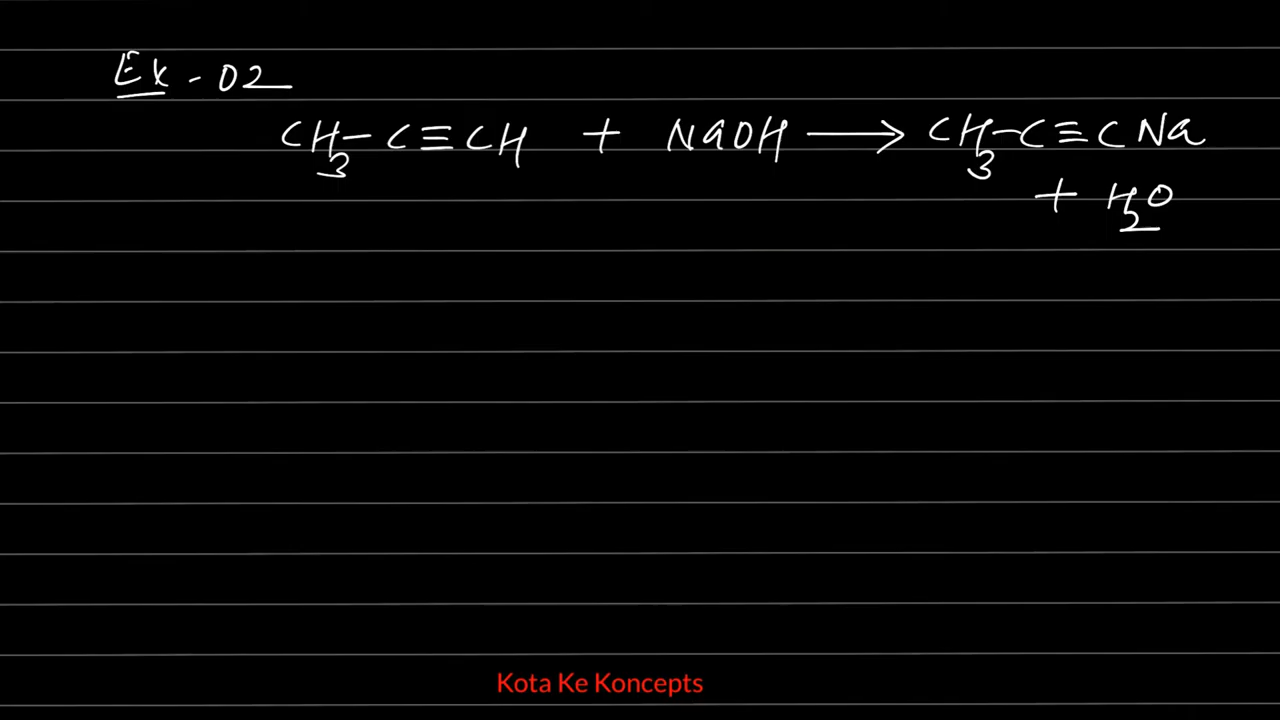 Ex - 02
CH₃-C≡CH + NaOH ⟶ CH₃-C≡CNa
+ H₂O
Kota Ke Koncepts